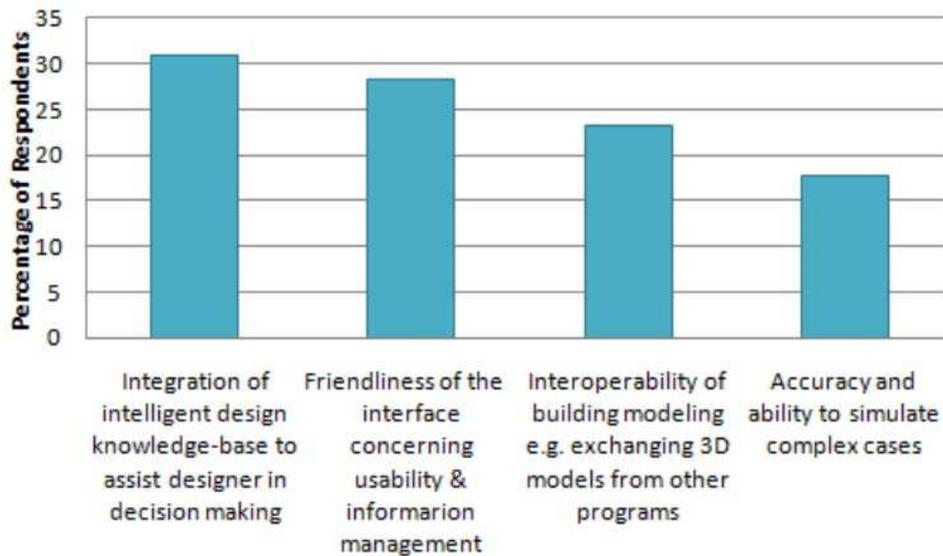 35
30
25
20
15
10
5
0
Percentage of Respondents
Integration of
intelligent design
knowledge-base to
assist designer in
decision making
Friendliness of the
interface
concerning
usability &
informarion
management
Interoperability of
building modeling
e.g. exchanging 3D
models from other
programs
Accuracy and
ability to simulate
complex cases